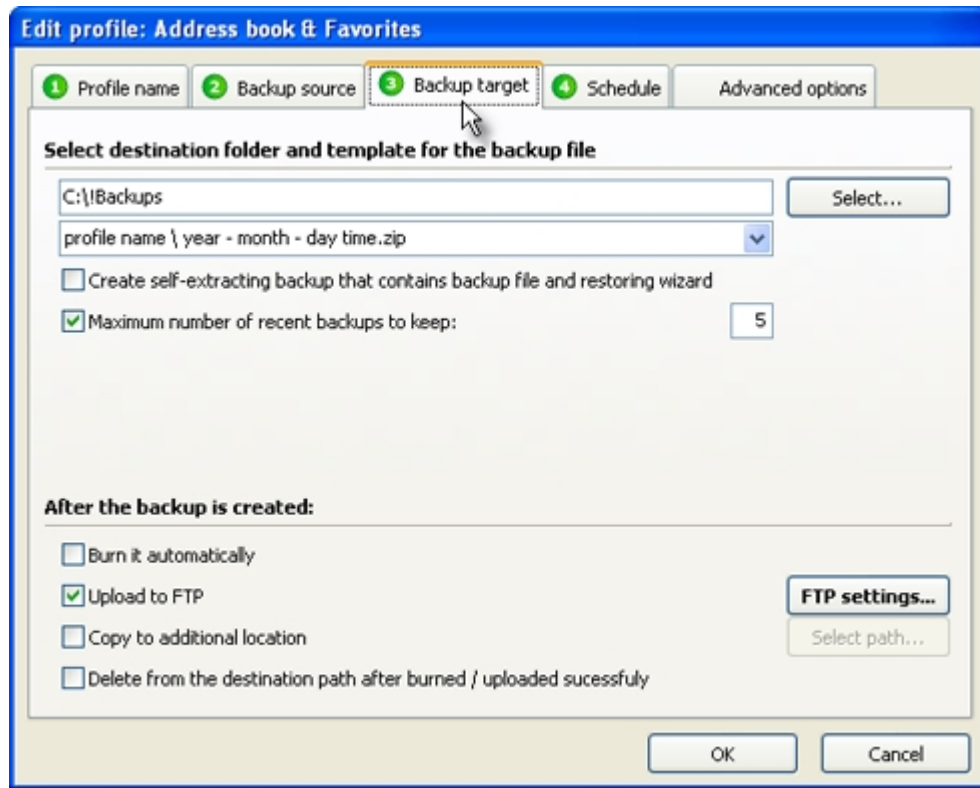 Edit profile: Address book & Favorites
1 Profile name 2 Backup source 3 Backup target 4 Schedule Advanced options
Select destination folder and template for the backup file
C:\!Backups Select...
profile name \ year - month - day time.zip
Create self-extracting backup that contains backup file and restoring wizard
Maximum number of recent backups to keep: 5
After the backup is created:
Burn it automatically
Upload to FTP FTP settings...
Copy to additional location Select path...
Delete from the destination path after burned / uploaded sucessfuly
OK Cancel